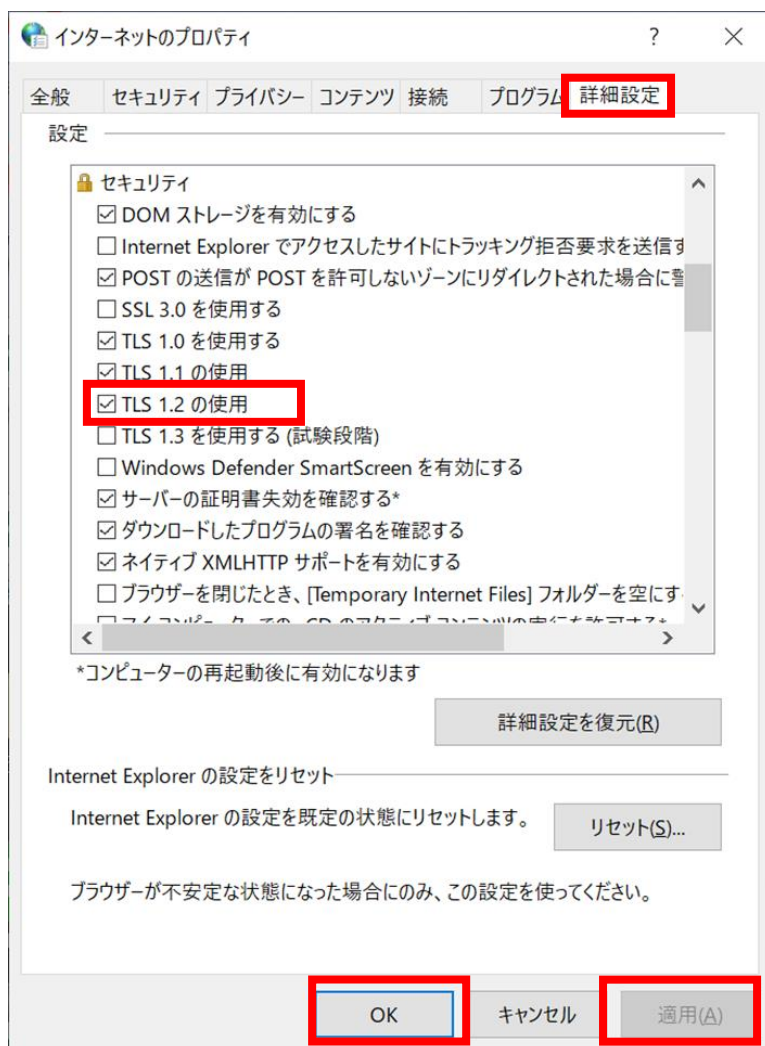 インターネットのプロパティ ? ×
全般 セキュリティ プライバシー コンテンツ 接続 プログラム 詳細設定
設定
セキュリティ
DOM ストレージを有効にする
Internet Explorer でアクセスしたサイトにトラッキング拒否要求を送信す
POST の送信が POST を許可しないゾーンにリダイレクトされた場合に警
SSL 3.0 を使用する
TLS 1.0 を使用する
TLS 1.1 の使用
TLS 1.2 の使用
TLS 1.3 を使用する (試験段階)
Windows Defender SmartScreen を有効にする
サーバーの証明書失効を確認する*
ダウンロードしたプログラムの署名を確認する
ネイティブ XMLHTTP サポートを有効にする
ブラウザーを閉じたとき、[Temporary Internet Files] フォルダーを空にす
*コンピューターの再起動後に有効になります
詳細設定を復元(R)
Internet Explorer の設定をリセット
Internet Explorer の設定を既定の状態にリセットします。
リセット(S)...
ブラウザーが不安定な状態になった場合にのみ、この設定を使ってください。
OK キャンセル 適用(A)